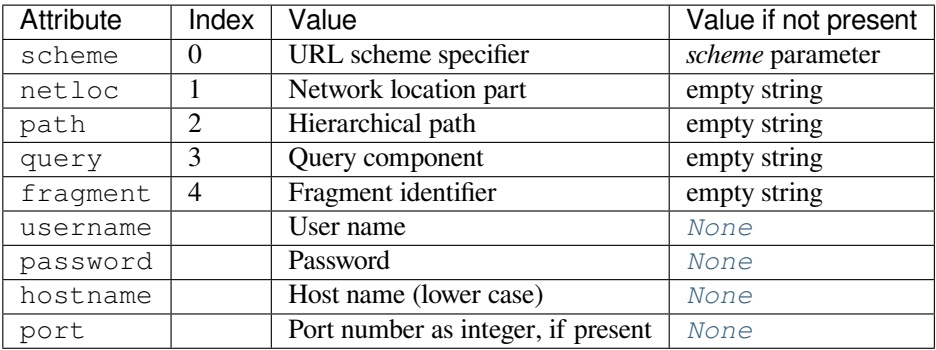 Attribute Index Value Value if not present
scheme 0 URL scheme specifier scheme parameter
netloc 1 Network location part empty string
path 2 Hierarchical path empty string
query 3 Query component empty string
fragment 4 Fragment identifier empty string
username User name None
password Password None
hostname Host name (lower case) None
port Port number as integer, if present None